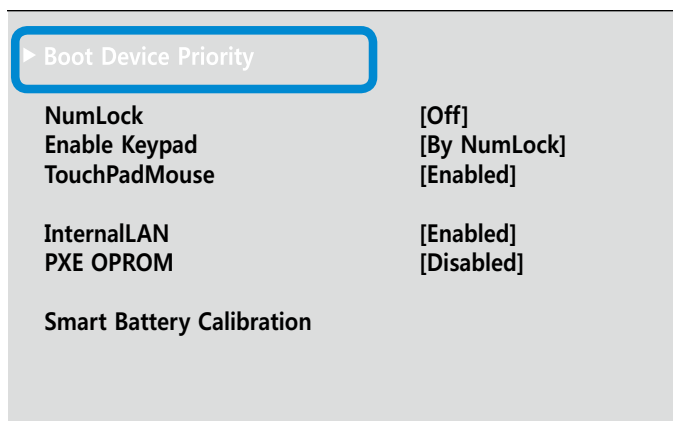 ▶ Boot Device Priority
NumLock [Off]
Enable Keypad [By NumLock]
TouchPadMouse [Enabled]
InternalLAN [Enabled]
PXE OPROM [Disabled]
Smart Battery Calibration